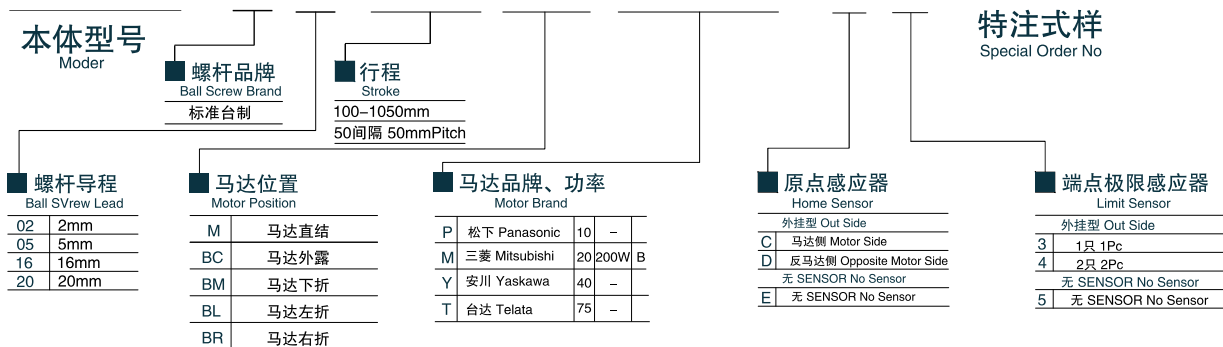 本体型号
Moder
特注式样
Special Order No
螺杆品牌
Ball Screw Brand
标准台制
行程
Stroke
100-1050mm
50间隔 50mmPitch
螺杆导程
Ball SVrew Lead
02 2mm
05 5mm
16 16mm
20 20mm
马达位置
Motor Position
M 马达直结
BC 马达外露
BM 马达下折
BL 马达左折
BR 马达右折
马达品牌、功率
Motor Brand
P 松下 Panasonic 10 –
M 三菱 Mitsubishi 20 200W B
Y 安川 Yaskawa 40 –
T 台达 Telata 75 –
原点感应器
Home Sensor
外挂型 Out Side
C 马达侧 Motor Side
D 反马达侧 Opposite Motor Side
无 SENSOR No Sensor
E 无 SENSOR No Sensor
端点极限感应器
Limit Sensor
外挂型 Out Side
3 1只 1Pc
4 2只 2Pc
无 SENSOR No Sensor
5 无 SENSOR No Sensor